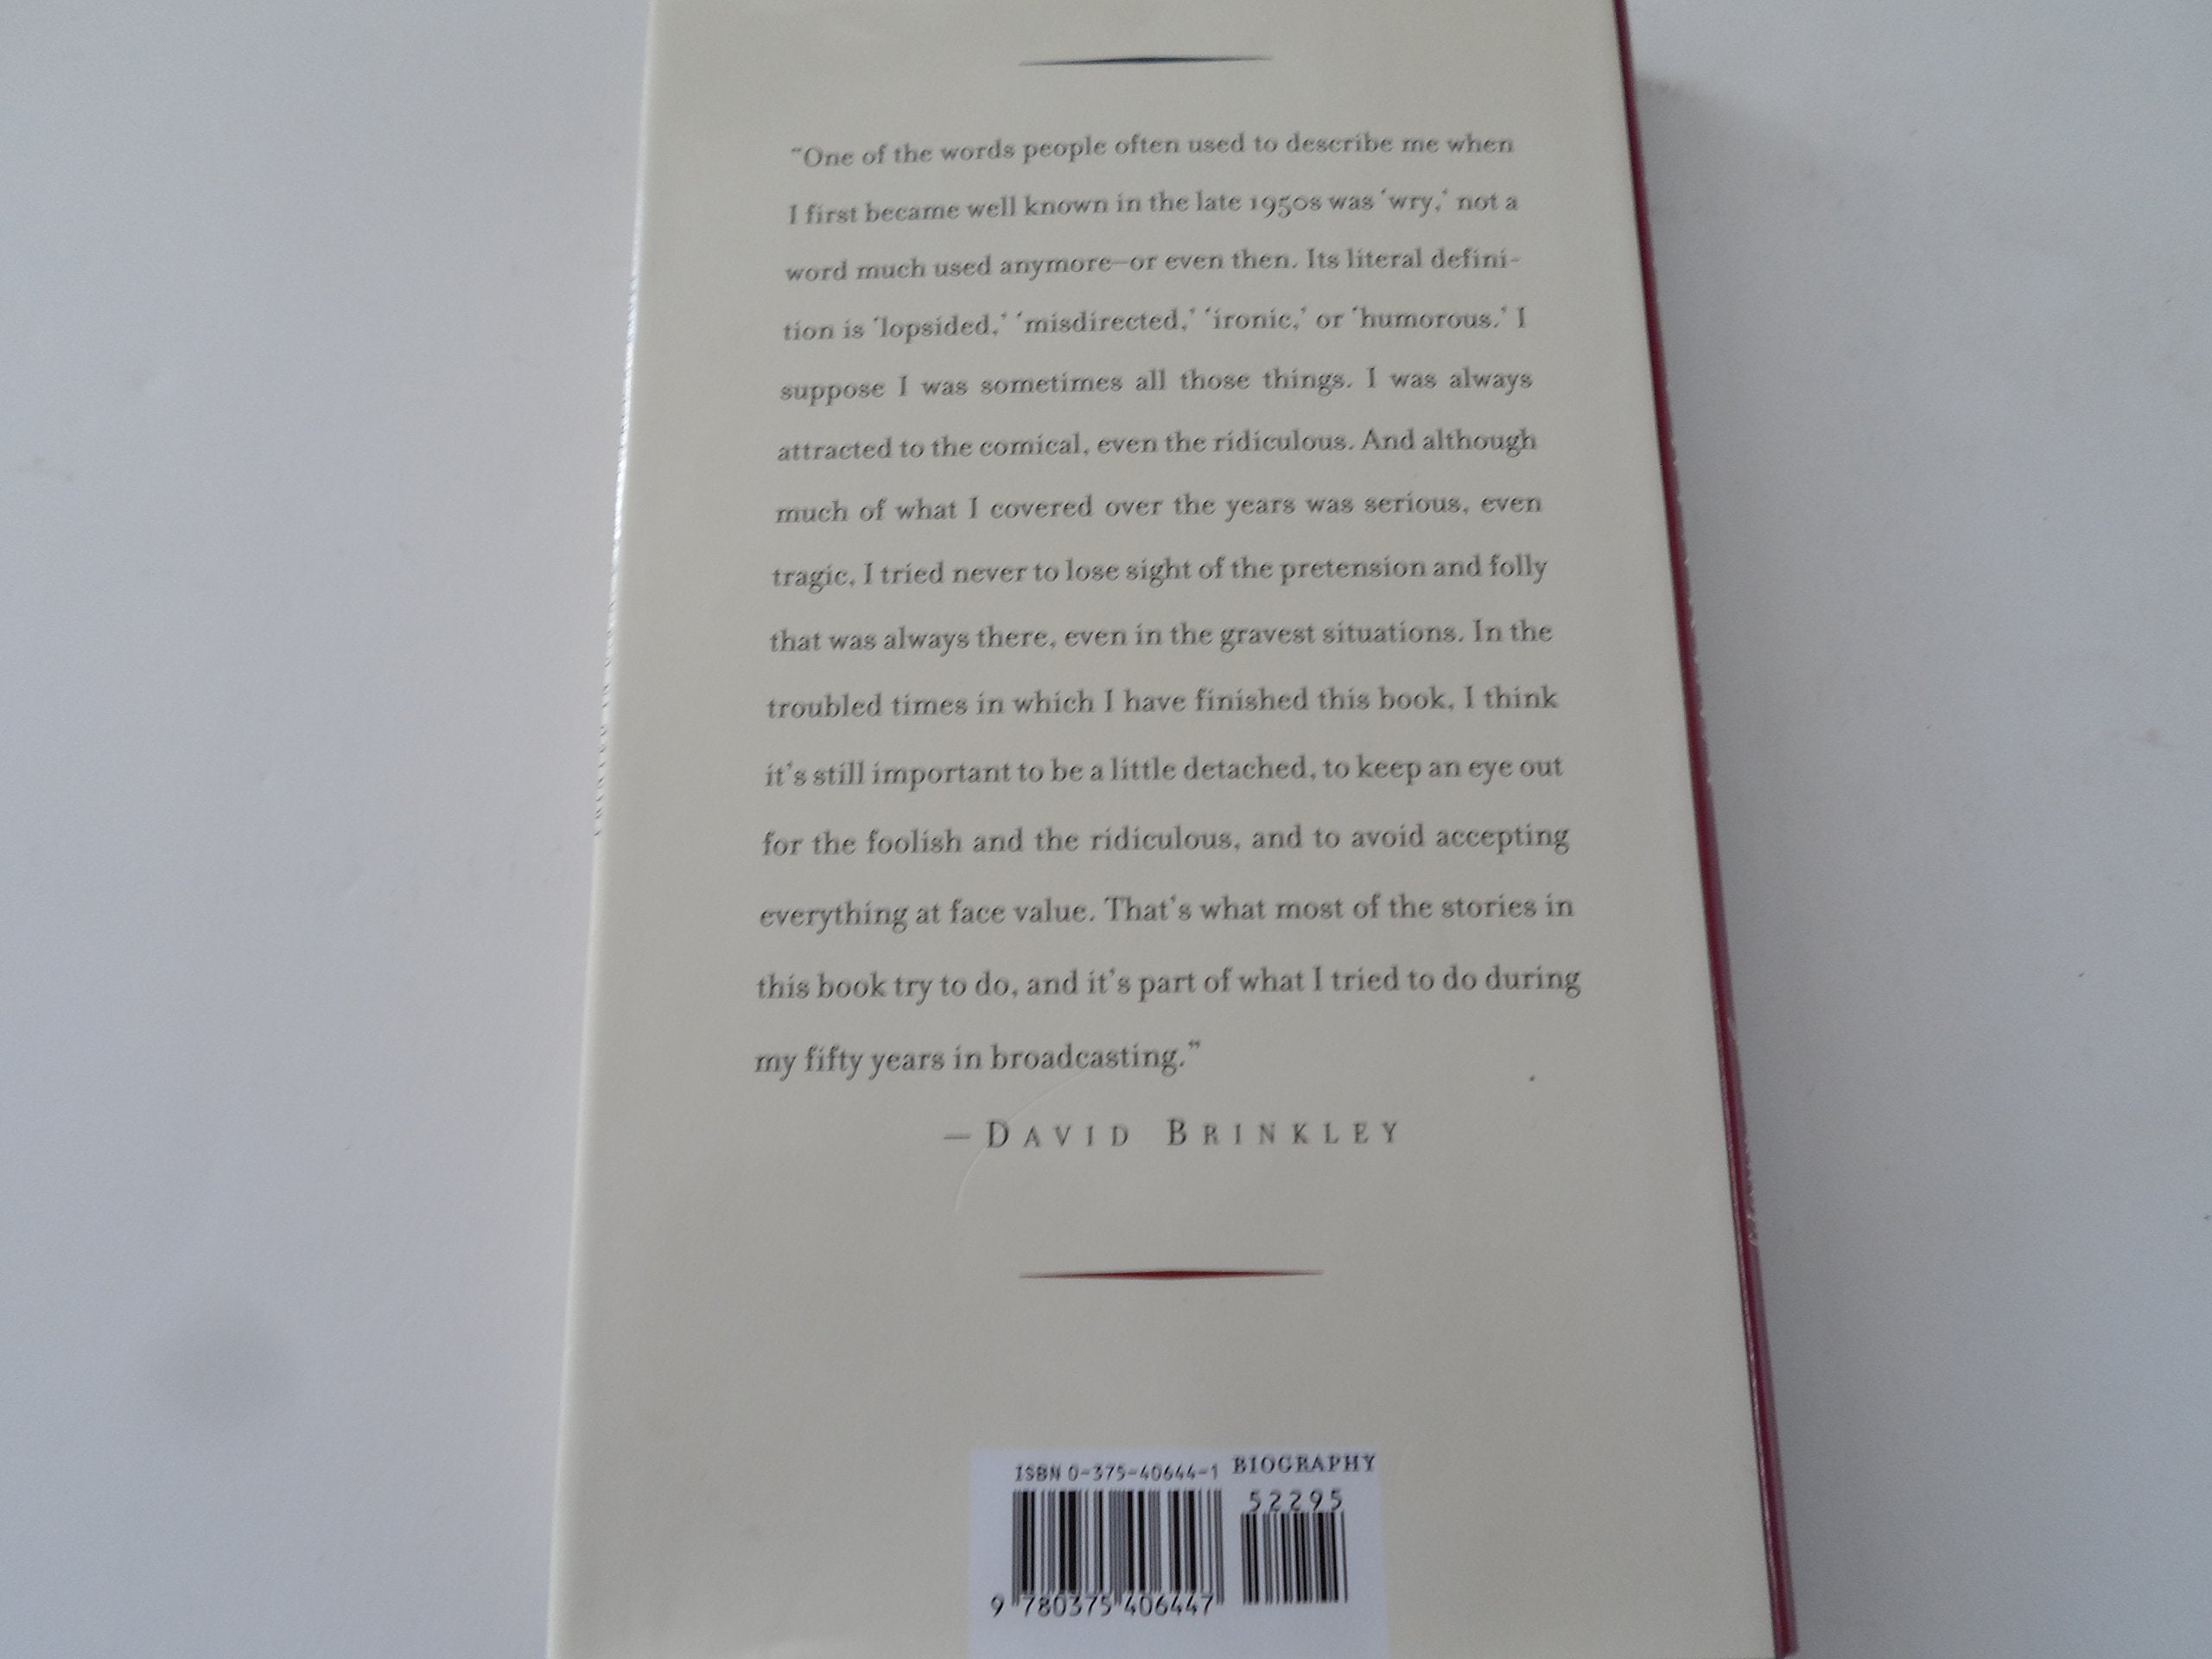 “One of the words people often used to describe me when
I first became well known in the late 1950s was ‘wry,’ not a
word much used anymore—or even then. Its literal defini-
tion is ‘lopsided,’ ‘misdirected,’ ‘ironic,’ or ‘humorous.’ I
suppose I was sometimes all those things. I was always
attracted to the comical, even the ridiculous. And although
much of what I covered over the years was serious, even
tragic, I tried never to lose sight of the pretension and folly
that was always there, even in the gravest situations. In the
troubled times in which I have finished this book, I think
it’s still important to be a little detached, to keep an eye out
for the foolish and the ridiculous, and to avoid accepting
everything at face value. That’s what most of the stories in
this book try to do, and it’s part of what I tried to do during
my fifty years in broadcasting.”
— DAVID BRINKLEY
ISBN 0-375-40644-1 BIOGRAPHY
52295
9 780375 406447